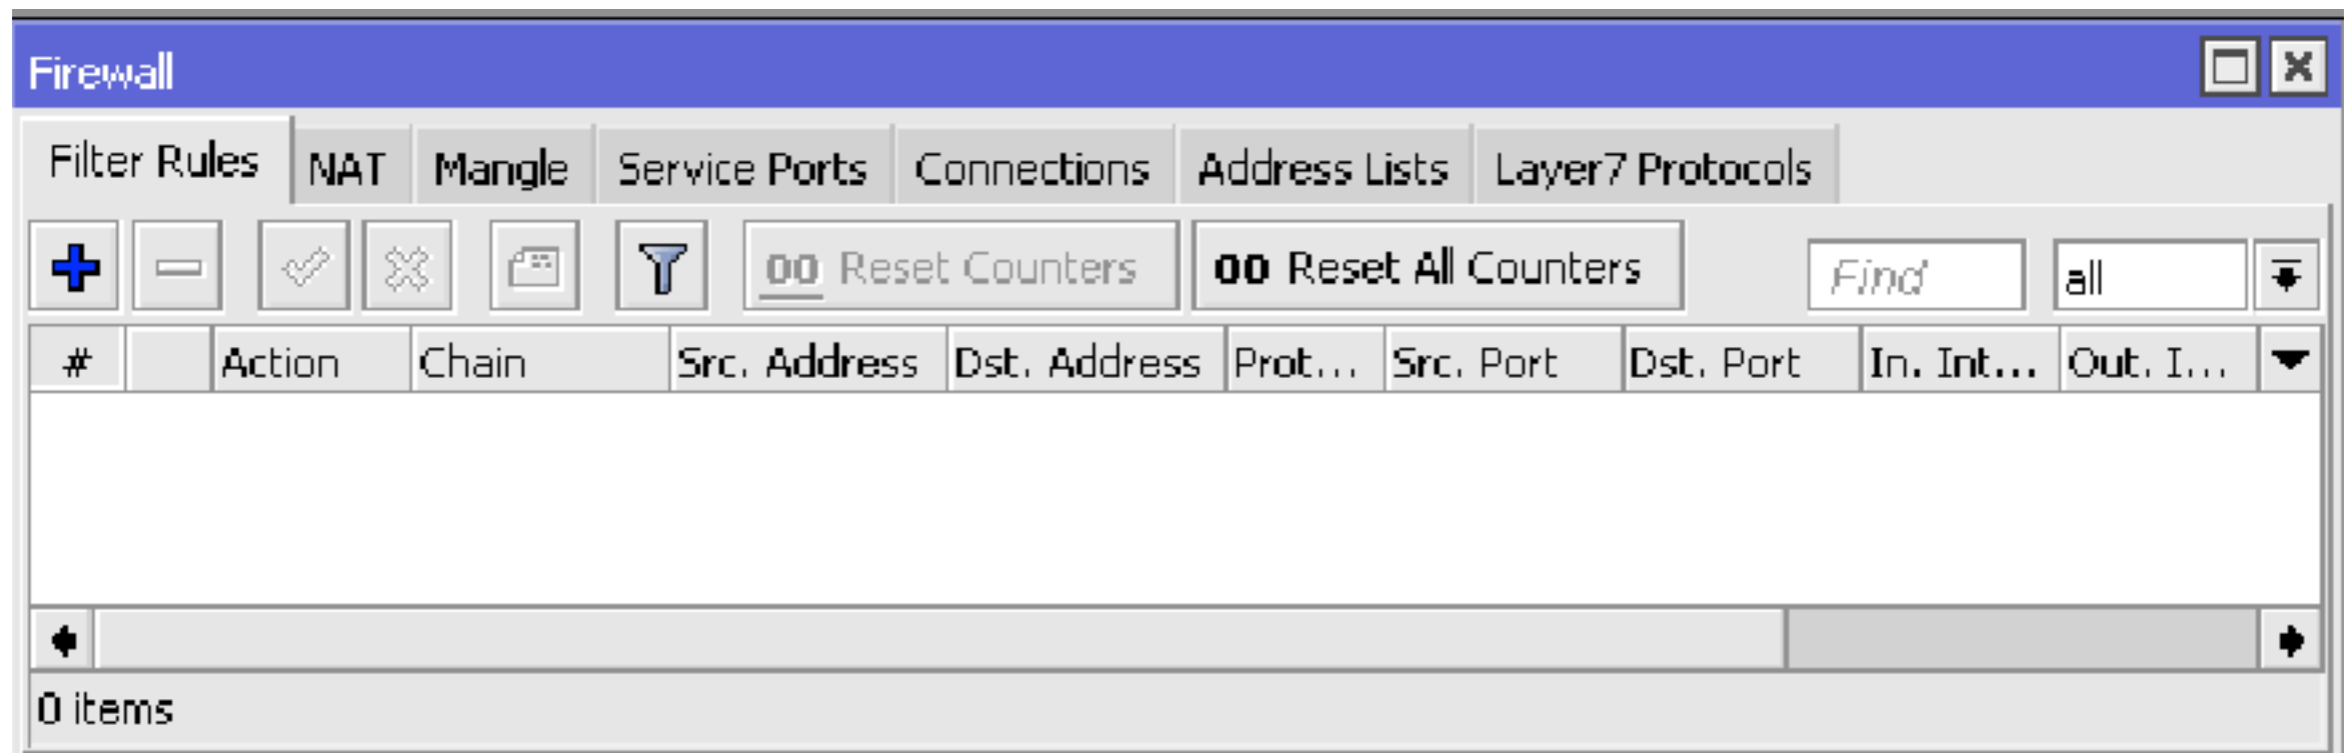 Firewall
Filter Rules NAT Mangle Service Ports Connections Address Lists Layer7 Protocols
00 Reset Counters 00 Reset All Counters Find all
# Action Chain Src. Address Dst. Address Prot... Src. Port Dst. Port In. Int... Out. I...
0 items